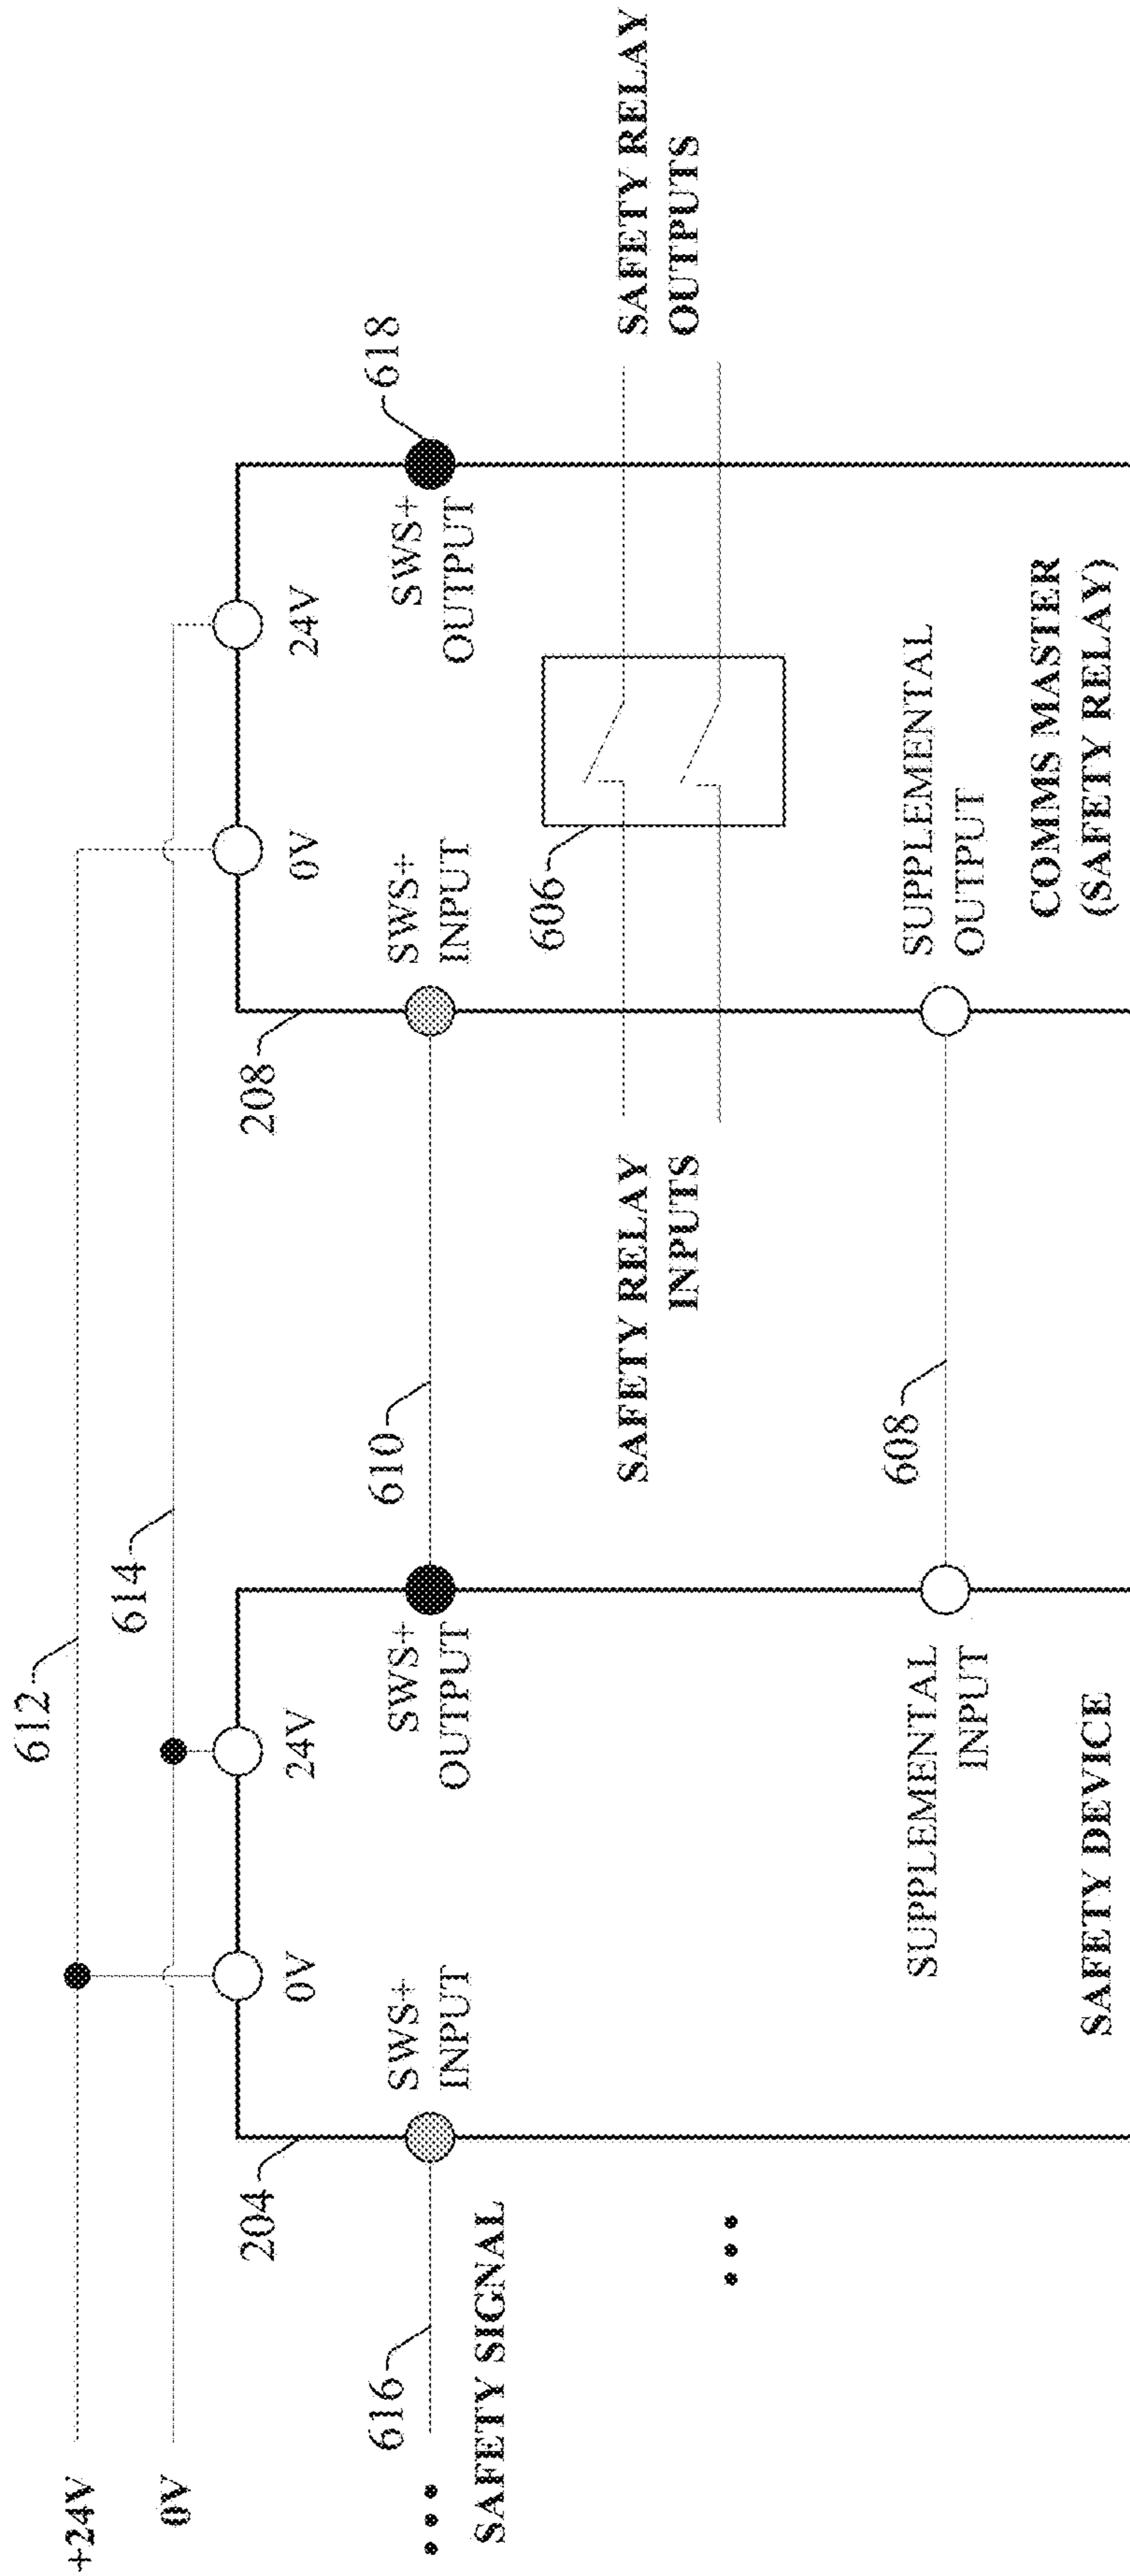 +24V
0V
612
614
616
SAFETY SIGNAL
204
0V
24V
SWS+
INPUT
SWS+
OUTPUT
SUPPLEMENTAL
INPUT
SAFETY DEVICE
610
608
SAFETY RELAY
INPUTS
208
0V
24V
SWS+
INPUT
SWS+
OUTPUT
618
606
SUPPLEMENTAL
OUTPUT
COMMS MASTER
(SAFETY RELAY)
SAFETY RELAY
OUTPUTS